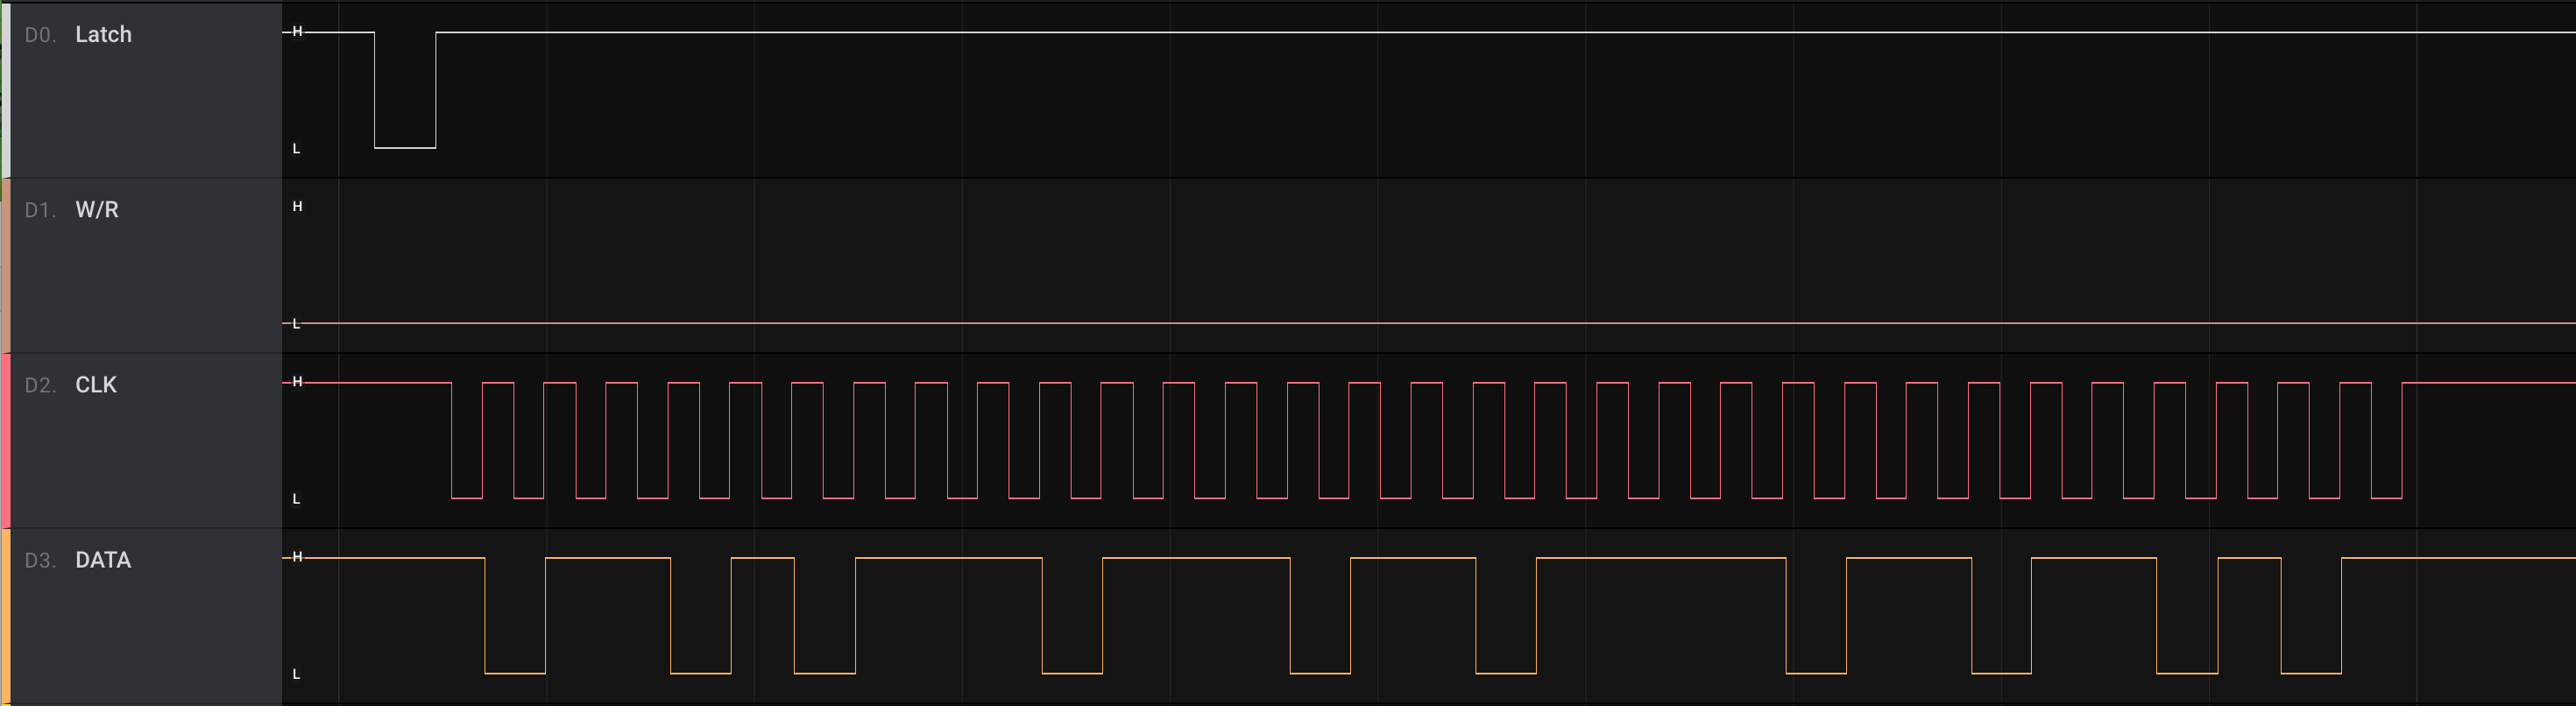 D0. Latch
H
L
D1. W/R
H
L
D2. CLK
H
L
D3. DATA
H
L